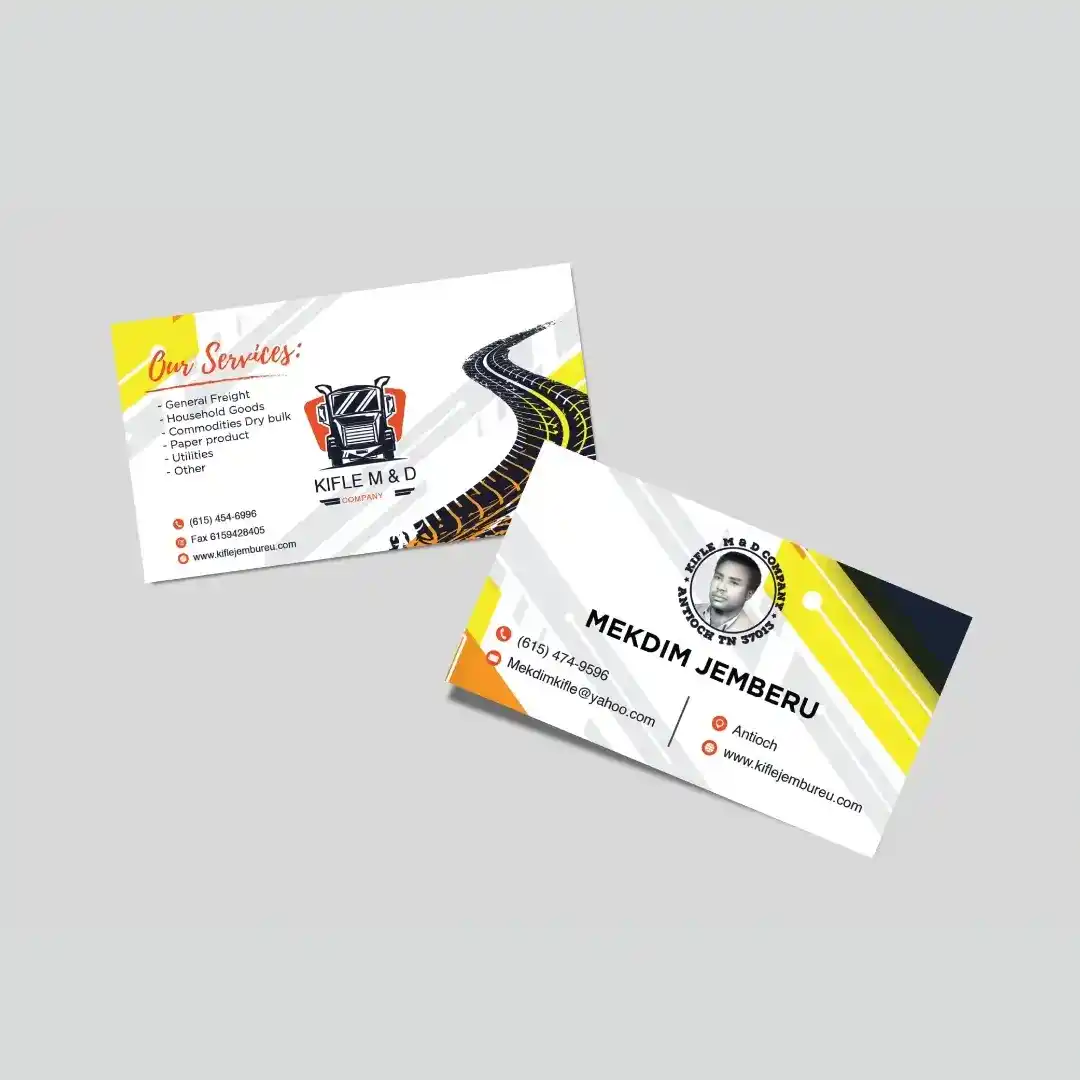 Our Services:
- General Freight
- Household Goods
- Commodities Dry bulk
- Paper product
- Utilities
- Other
KIFLE M & D
COMPANY
(615) 454-6996
Fax 6159428405
www.kiflejembureu.com
KIFLE M & D COMPANY
ANTIOCH TN 37013
MEKDIM JEMBERU
(615) 474-9596
Mekdimkifle@yahoo.com
Antioch
www.kiflejembureu.com